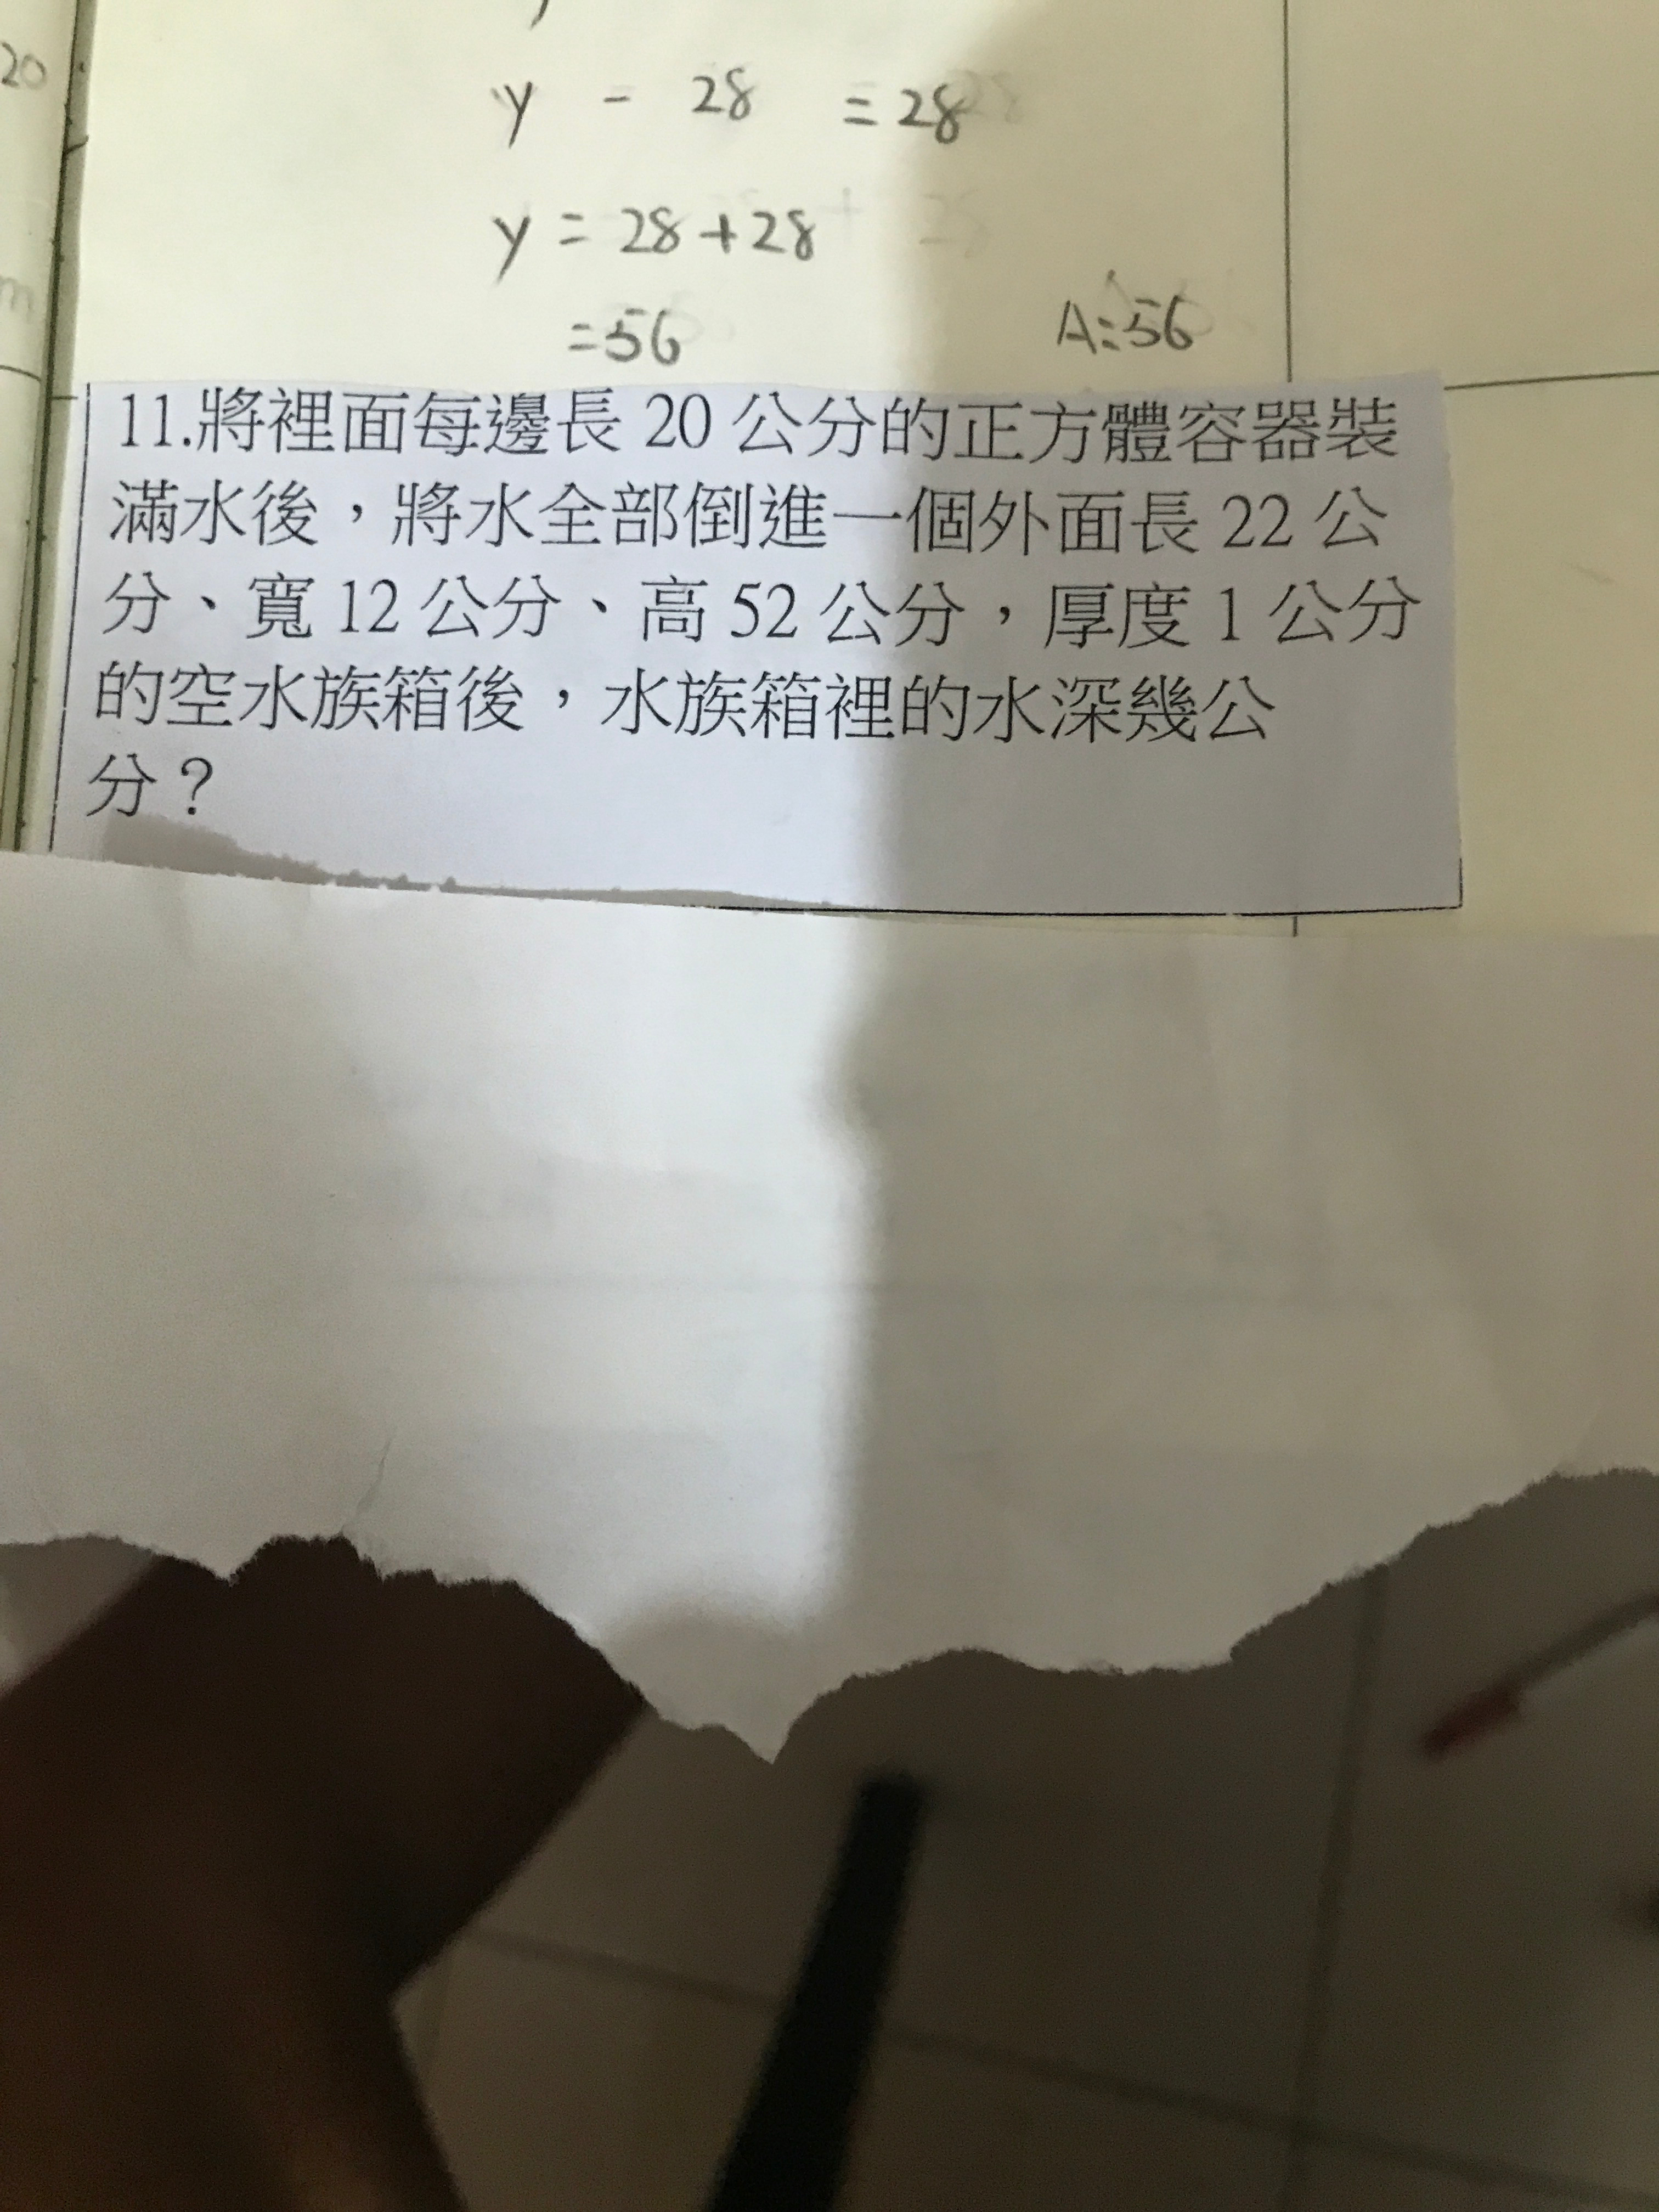 20
y - 28 = 28
y = 28 + 28
= 56
A: 56
11.將裡面每邊長 20 公分的正方體容器裝
滿水後，將水全部倒進一個外面長 22 公
分、寬 12 公分、高 52 公分，厚度 1 公分
的空水族箱後，水族箱裡的水深幾公
分？